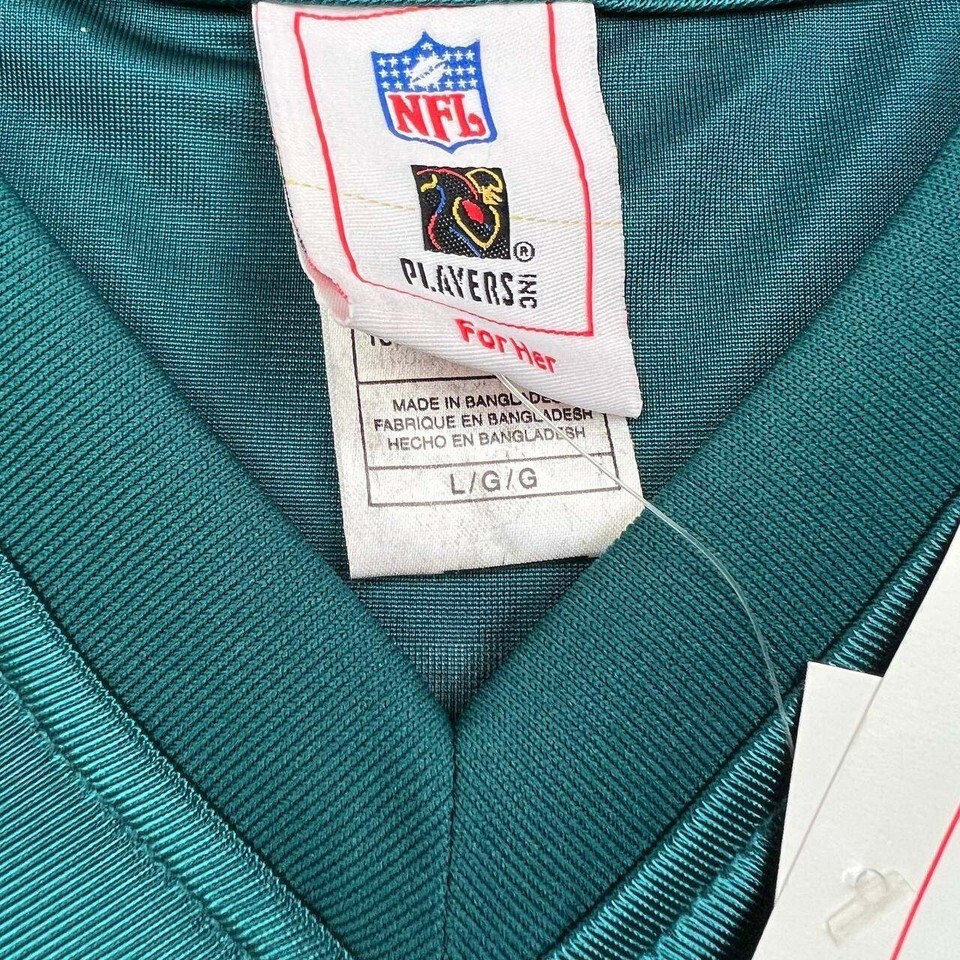 NFL
PLAYERS INC
®
For Her
MADE IN BANGLADESH
FABRIQUE EN BANGLADESH
HECHO EN BANGLADESH
L/G/G